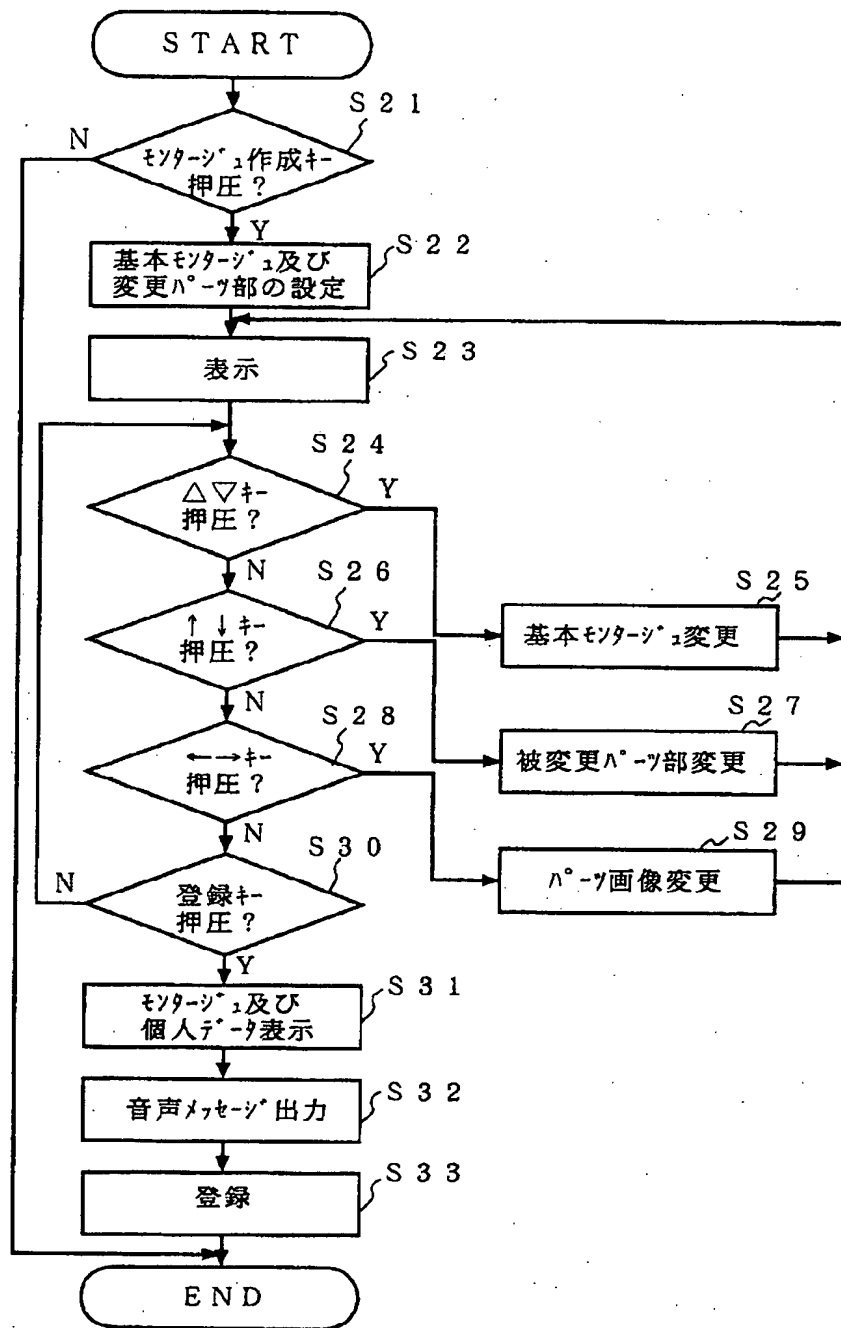 START
S21
N
ﾓﾝﾀｰｼﾞｭ作成ｷｰ
押圧？
Y
S22
基本ﾓﾝﾀｰｼﾞｭ及び
変更ﾊﾟｰﾂ部の設定
S23
表示
S24
△▽ｷｰ
押圧？
Y
N
S25
基本ﾓﾝﾀｰｼﾞｭ変更
S26
↑↓ｷｰ
押圧？
Y
N
S27
被変更ﾊﾟｰﾂ部変更
S28
←→ｷｰ
押圧？
Y
N
S29
ﾊﾟｰﾂ画像変更
S30
N
登録ｷｰ
押圧？
Y
S31
ﾓﾝﾀｰｼﾞｭ及び
個人ﾃﾞｰﾀ表示
S32
音声ﾒｯｾｰｼﾞ出力
S33
登録
END